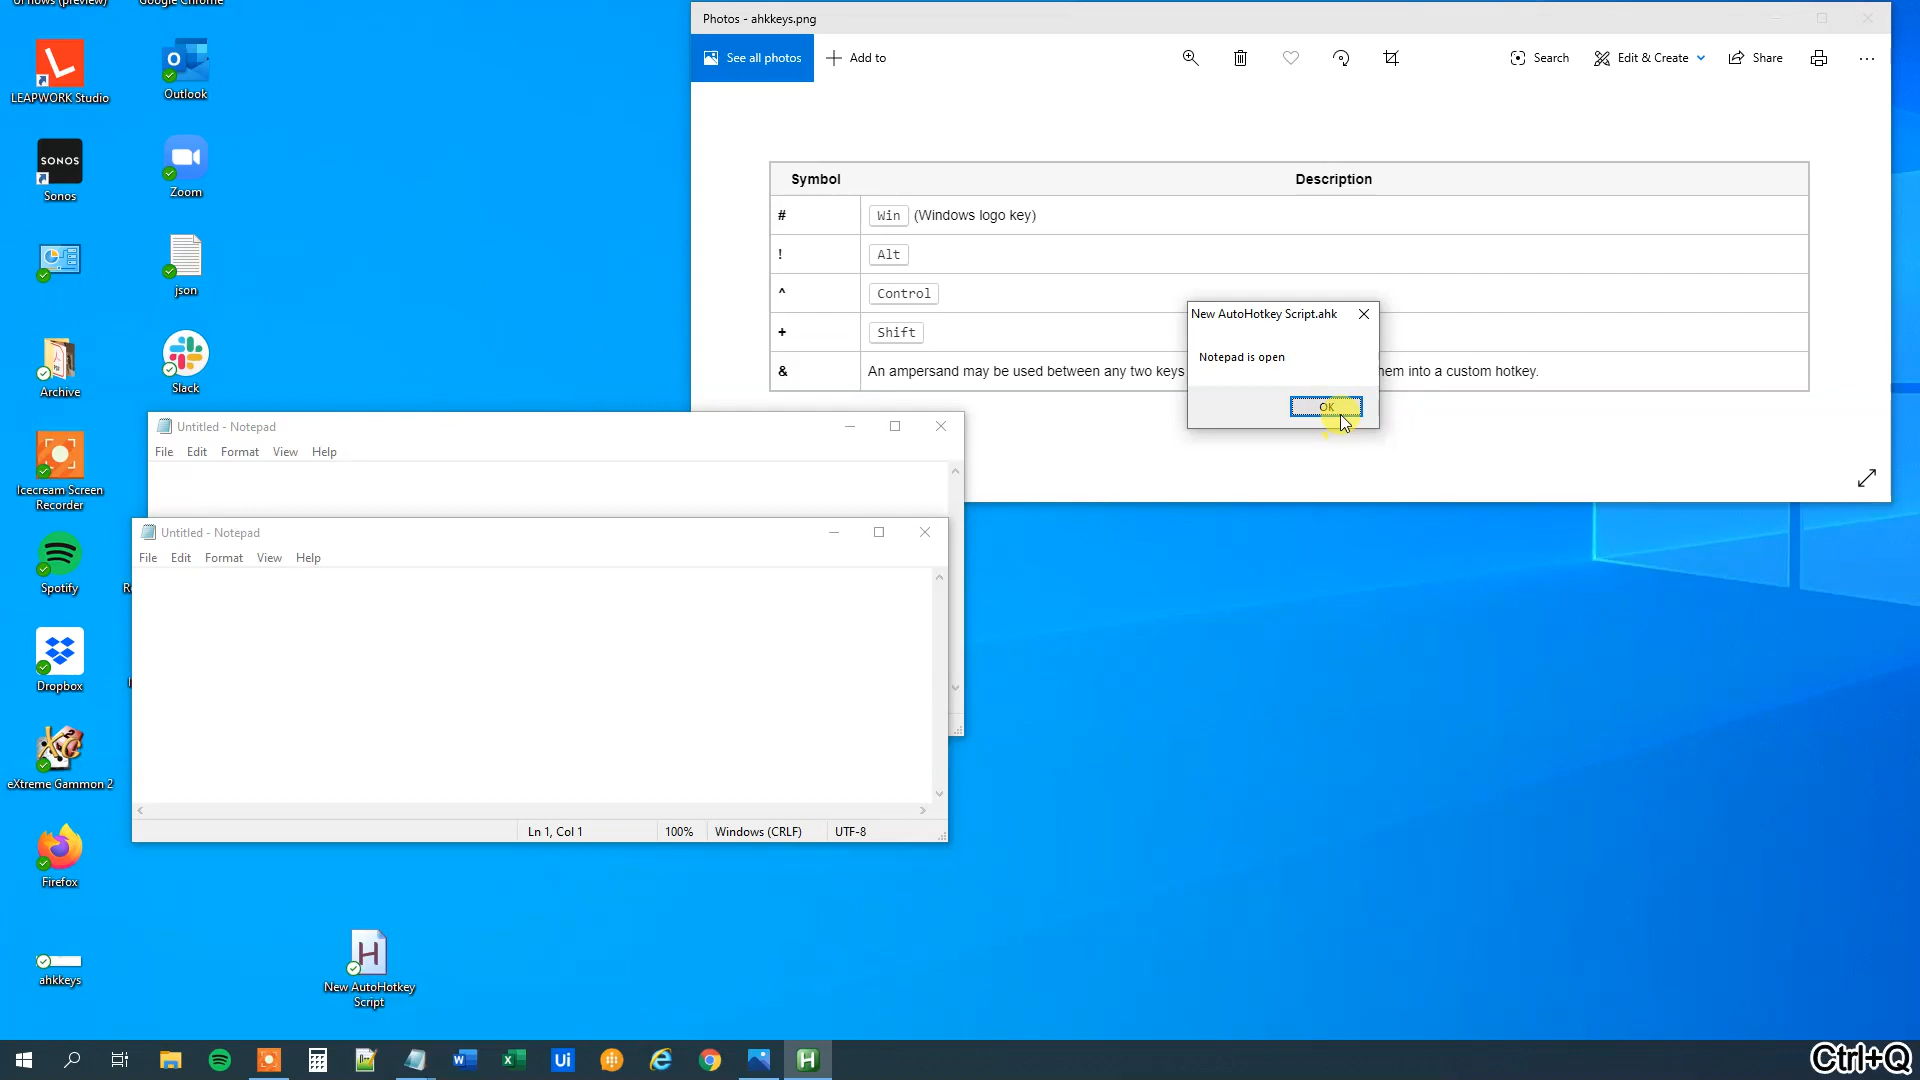 Google Chrome
LEAPWORK Studio
Outlook
SONOS
Sonos
Zoom
json
Archive
Slack
Icecream Screen
Recorder
Spotify
Dropbox
eXtreme Gammon 2
Firefox
ahkkeys
New AutoHotkey
Script
Photos - ahkkeys.png
See all photos
Add to
Search
Edit & Create
Share
Symbol Description
# Win (Windows logo key)
! Alt
^ Control
+ Shift
& An ampersand may be used between any two keys hem into a custom hotkey.
New AutoHotkey Script.ahk
Notepad is open
OK
Untitled - Notepad
File Edit Format View Help
Untitled - Notepad
File Edit Format View Help
Ln 1, Col 1 100% Windows (CRLF) UTF-8
Ui
H
Ctrl+Q